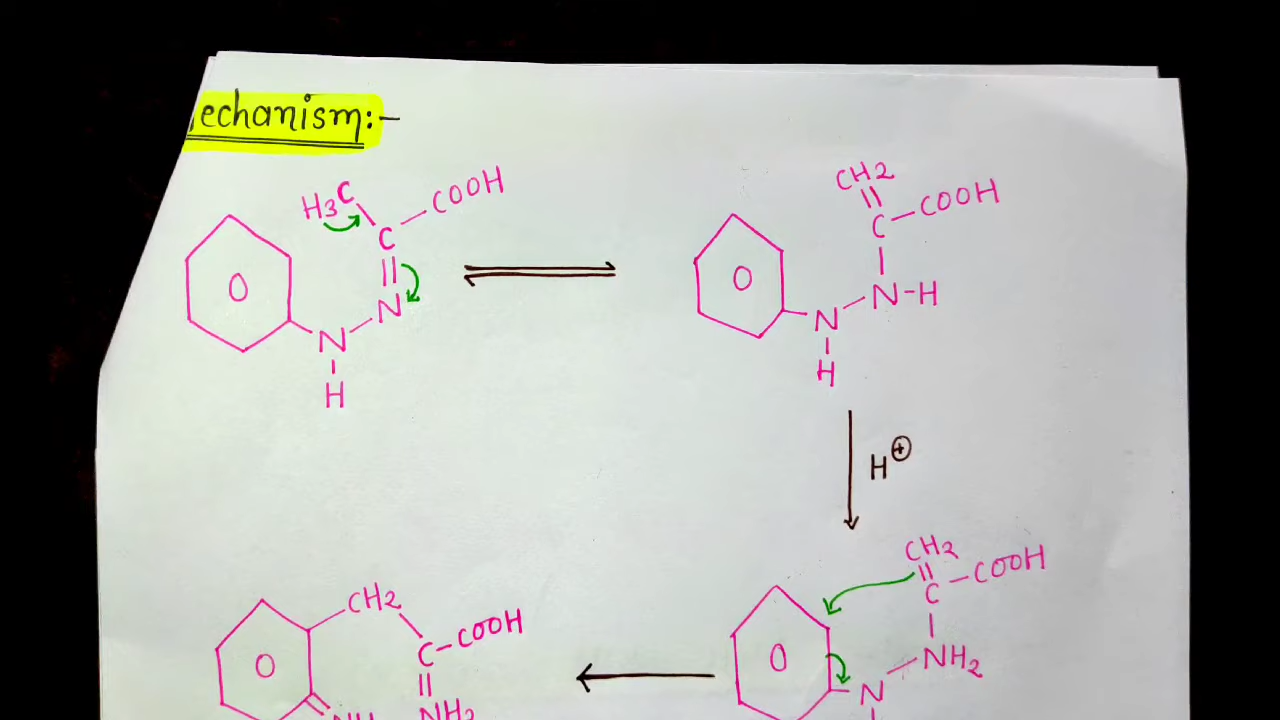 echanism:-
H3C COOH
C
N
N
H
CH2
C-COOH
N-H
N
H
H⊕
CH2
C-COOH
NH2
N
CH2
C-COOH
NH2